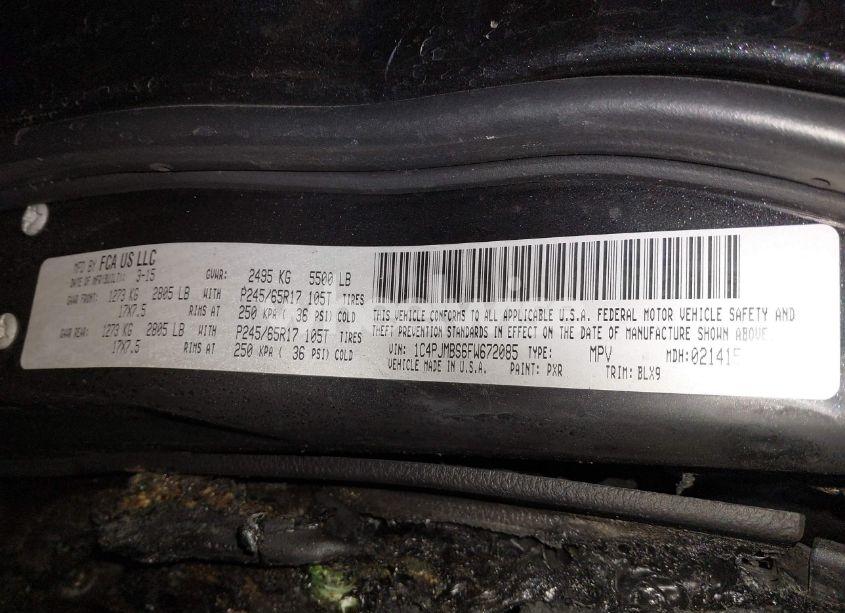 MFD BY FCA US LLC
DATE OF MFR(BUILT): 3-15 GVWR: 2495 KG 5500 LB
GAWR FRONT: 1273 KG 2805 LB WITH P245/65R17 105T TIRES
17X7.5 RIMS AT 250 KPA ( 36 PSI) COLD
GAWR REAR: 1273 KG 2805 LB WITH P245/65R17 105T TIRES
17X7.5 RIMS AT 250 KPA ( 36 PSI) COLD
THIS VEHICLE CONFORMS TO ALL APPLICABLE U.S.A. FEDERAL MOTOR VEHICLE SAFETY AND
THEFT PREVENTION STANDARDS IN EFFECT ON THE DATE OF MANUFACTURE SHOWN ABOVE.
VIN: 1C4PJMBS6FW672085 TYPE: MPV MDH:021415
VEHICLE MADE IN U.S.A. PAINT: PXR TRIM: BLX9